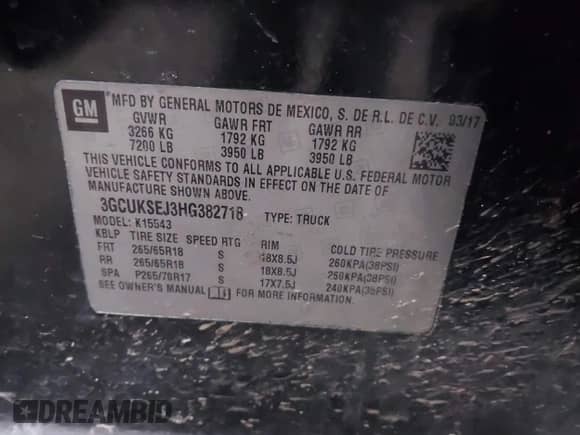 GM
MFD BY GENERAL MOTORS DE MEXICO, S. DE R.L. DE C.V. 03/17
GVWR GAWR FRT GAWR RR
3266 KG 1792 KG 1792 KG
7200 LB 3950 LB 3950 LB
THIS VEHICLE CONFORMS TO ALL APPLICABLE U.S. FEDERAL MOTOR
VEHICLE SAFETY STANDARDS IN EFFECT ON THE DATE OF
MANUFACTURE SHOWN ABOVE.
3GCUKSEJ3HG382718 TYPE: TRUCK
MODEL: K15543
KBLP TIRE SIZE SPEED RTG RIM COLD TIRE PRESSURE
FRT 265/65R18 S 18X8.5J 260KPA(38PSI)
RR 265/65R18 S 18X8.5J 260KPA(38PSI)
SPA P265/70R17 S 17X7.5J 240KPA(35PSI)
SEE OWNER'S MANUAL FOR MORE INFORMATION.
DREAMBID